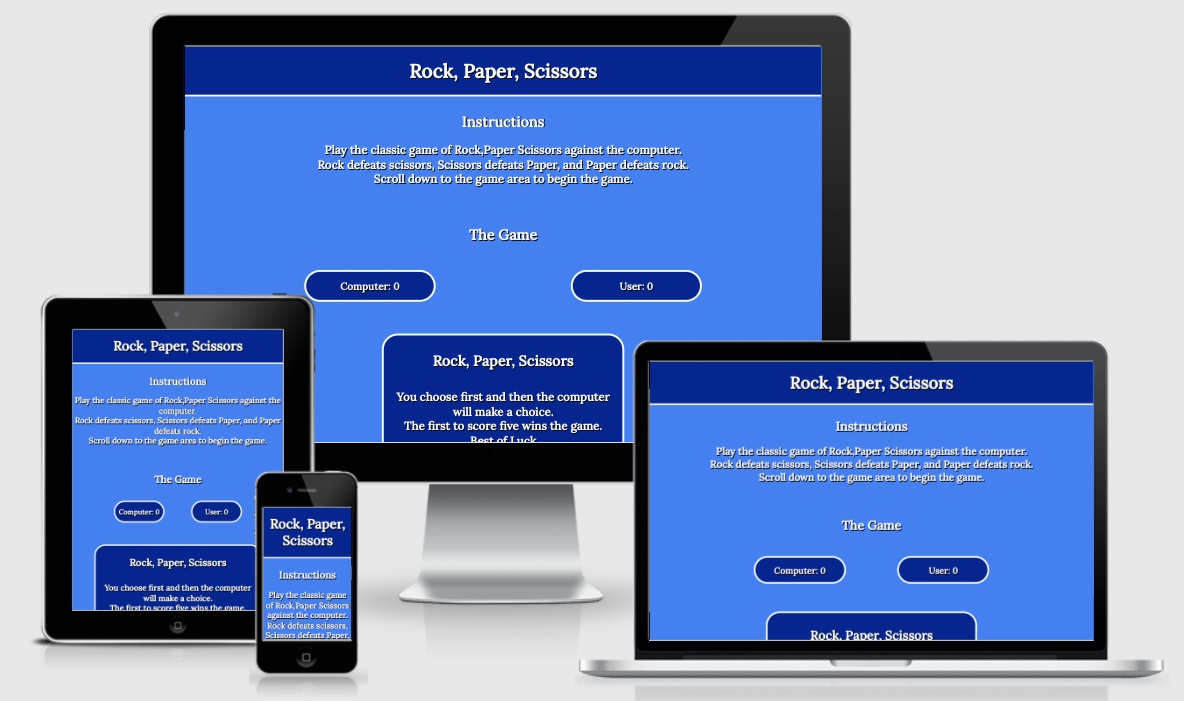 Rock, Paper, Scissors
Instructions
Play the classic game of Rock,Paper Scissors against the computer.
Rock defeats scissors, Scissors defeats Paper, and Paper defeats rock.
Scroll down to the game area to begin the game.
The Game
Computer: 0
User: 0
Rock, Paper, Scissors
You choose first and then the computer
will make a choice.
The first to score five wins the game.
Best of Luck
Rock, Paper, Scissors
Instructions
Play the classic game of Rock,Paper Scissors against the
computer.
Rock defeats scissors, Scissors defeats Paper, and Paper
defeats rock.
Scroll down to the game area to begin the game.
The Game
Computer: 0
User: 0
Rock, Paper, Scissors
You choose first and then the computer
will make a choice.
The first to score five wins the game.
Rock, Paper,
Scissors
Instructions
Play the classic game
of Rock,Paper Scissors
against the computer.
Rock defeats scissors,
Scissors defeats Paper,
Rock, Paper, Scissors
Instructions
Play the classic game of Rock,Paper Scissors against the computer.
Rock defeats scissors, Scissors defeats Paper, and Paper defeats rock.
Scroll down to the game area to begin the game.
The Game
Computer: 0
User: 0
Rock, Paper, Scissors